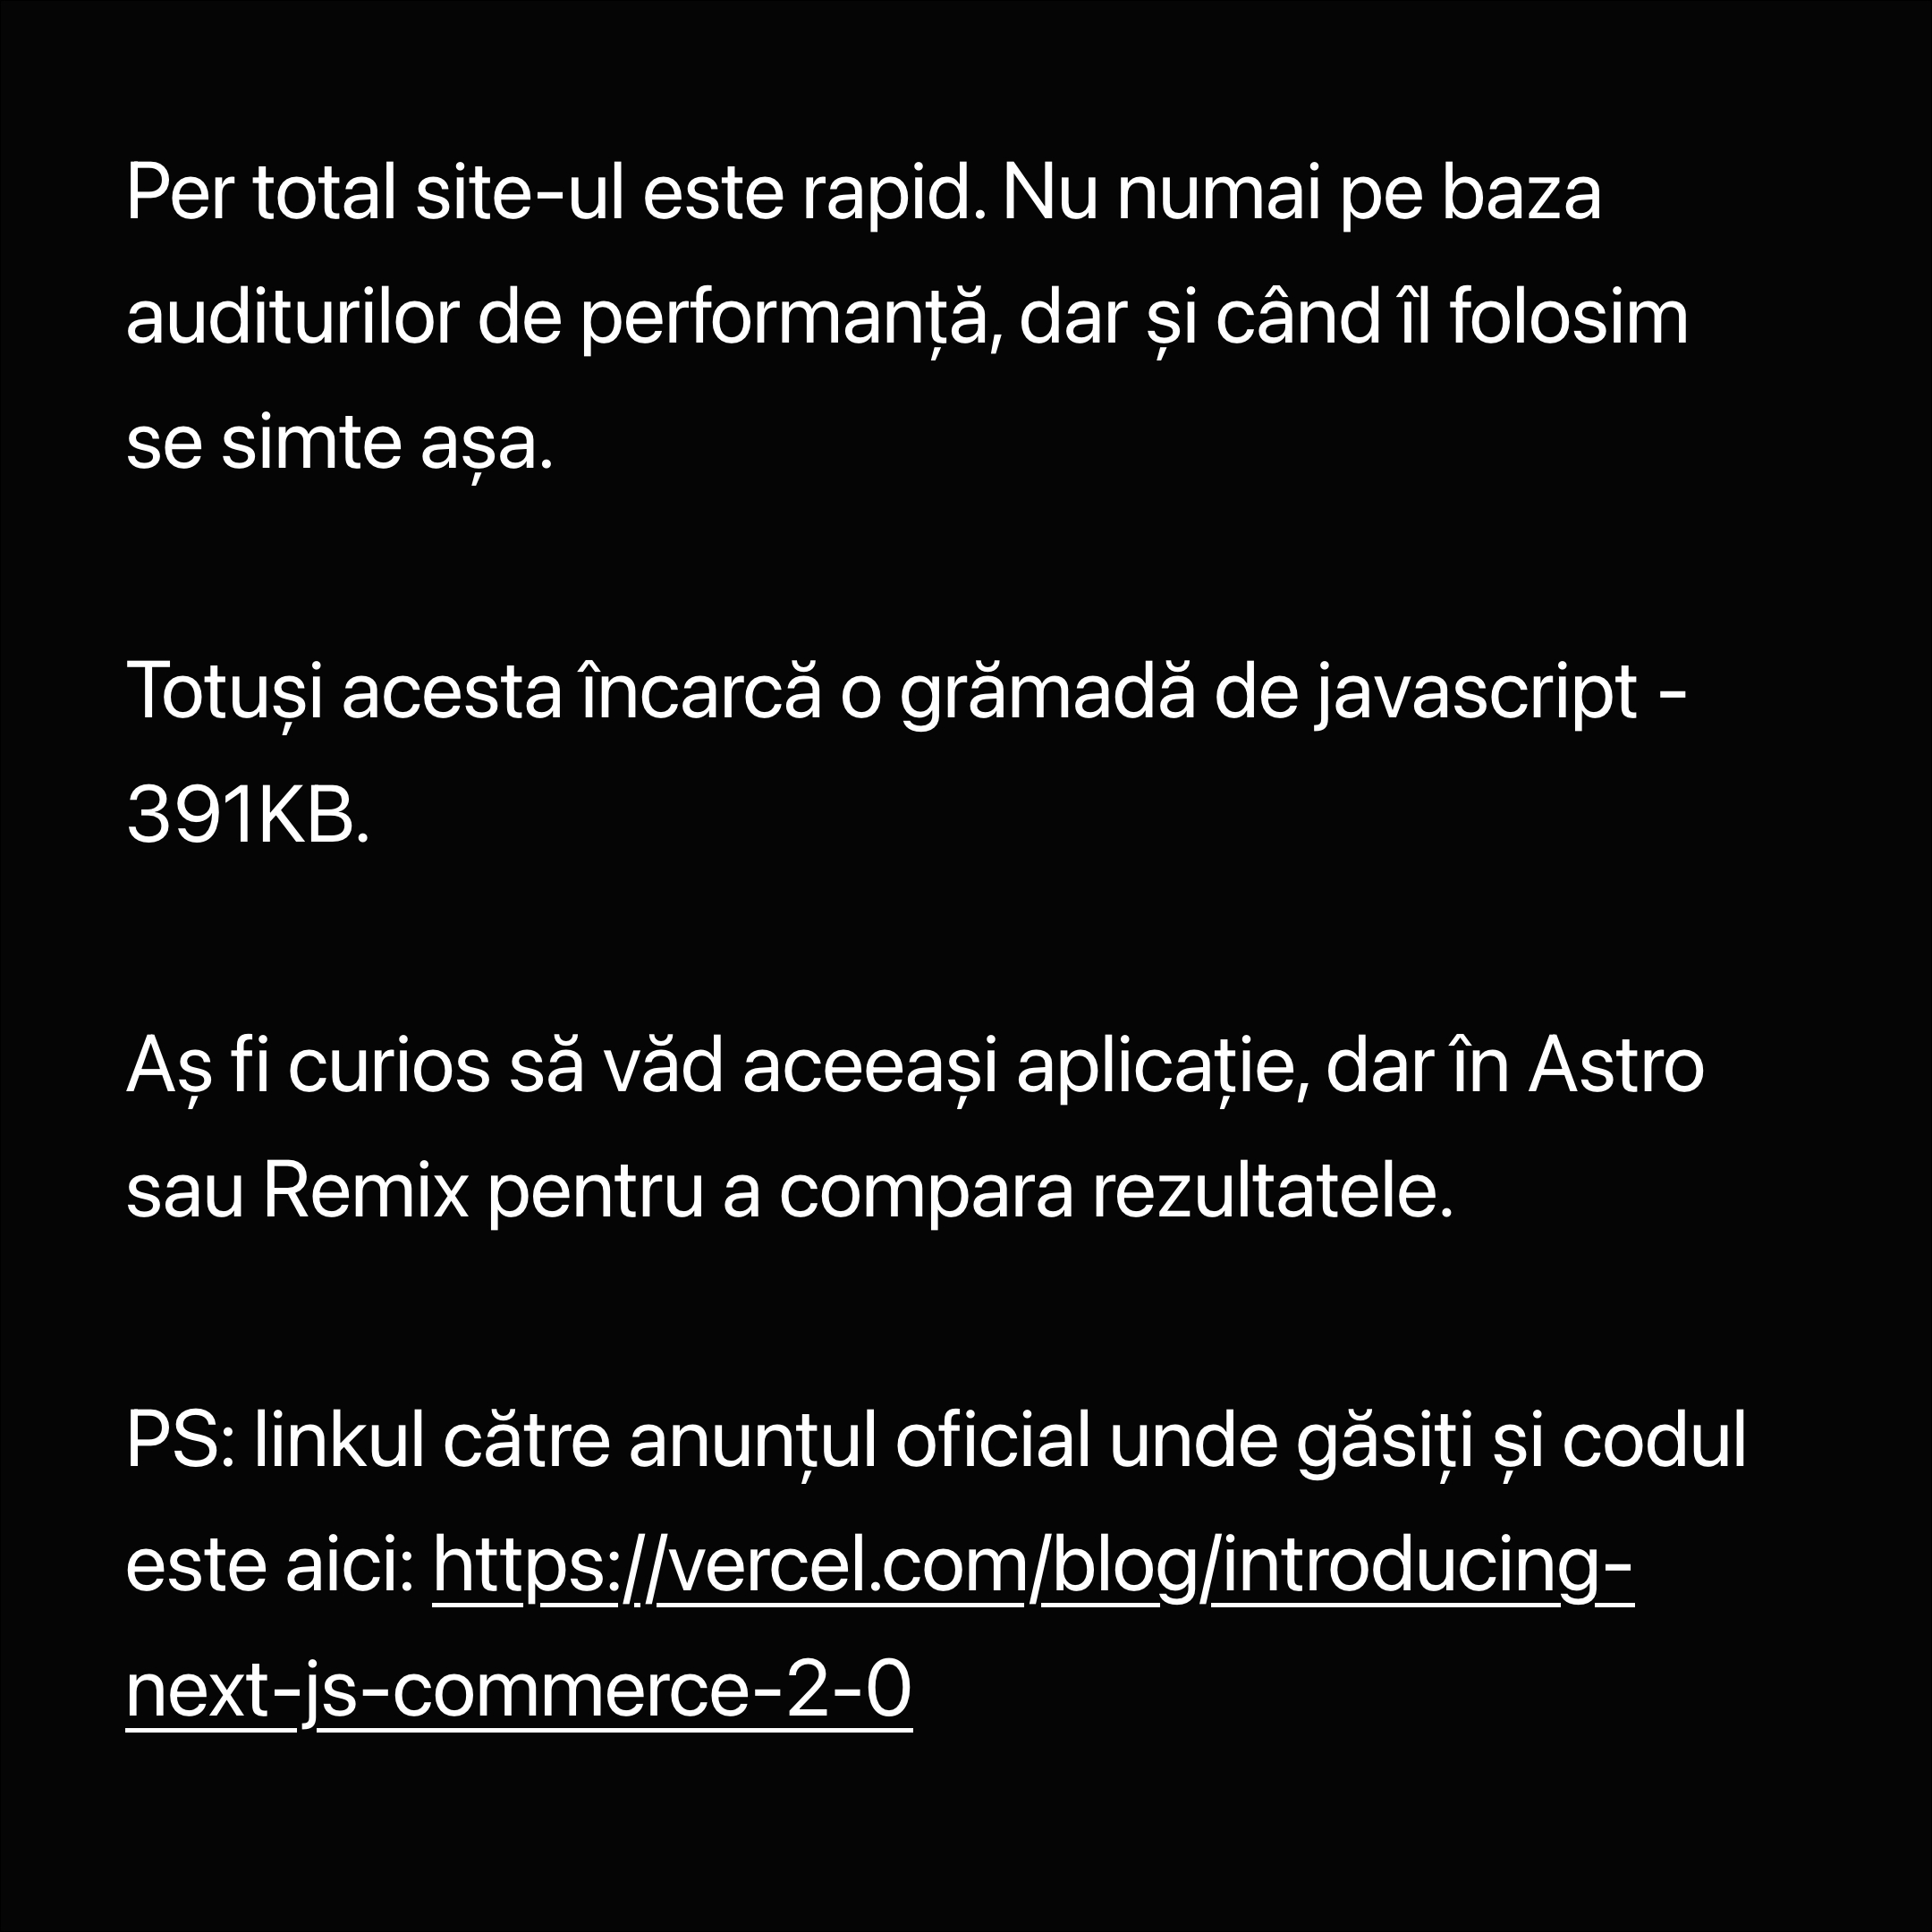 Per total site-ul este rapid. Nu numai pe baza
auditurilor de performanță, dar și când îl folosim
se simte așa.
Totuși acesta încarcă o grămadă de javascript -
391KB.
Aș fi curios să văd aceeași aplicație, dar în Astro
sau Remix pentru a compara rezultatele.
PS: linkul către anunțul oficial unde găsiți și codul
este aici: https://vercel.com/blog/introducing-
next-js-commerce-2-0